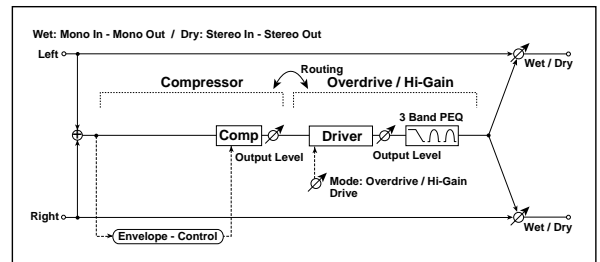 Wet: Mono In - Mono Out / Dry: Stereo In - Stereo Out
Left
Wet / Dry
Routing
Compressor
Overdrive / Hi-Gain
3 Band PEQ
Comp
Driver
Output Level
Output Level
Mode: Overdrive / Hi-Gain
Drive
Right
Wet / Dry
Envelope - Control